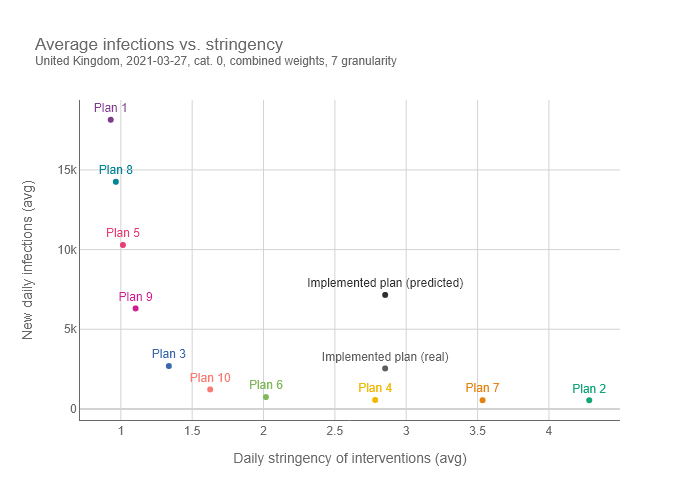 Average infections vs. stringency
United Kingdom, 2021-03-27, cat. 0, combined weights, 7 granularity
Plan 1
15k
Plan 8
Plan 5
10k
Implemented plan (predicted)
Plan 9
5k
Plan 3
Implemented plan (real)
Plan 10
Plan 6
Plan 4
Plan 7
Plan 2
0
1
1.5
2
2.5
3
3.5
4
New daily infections (avg)
Daily stringency of interventions (avg)